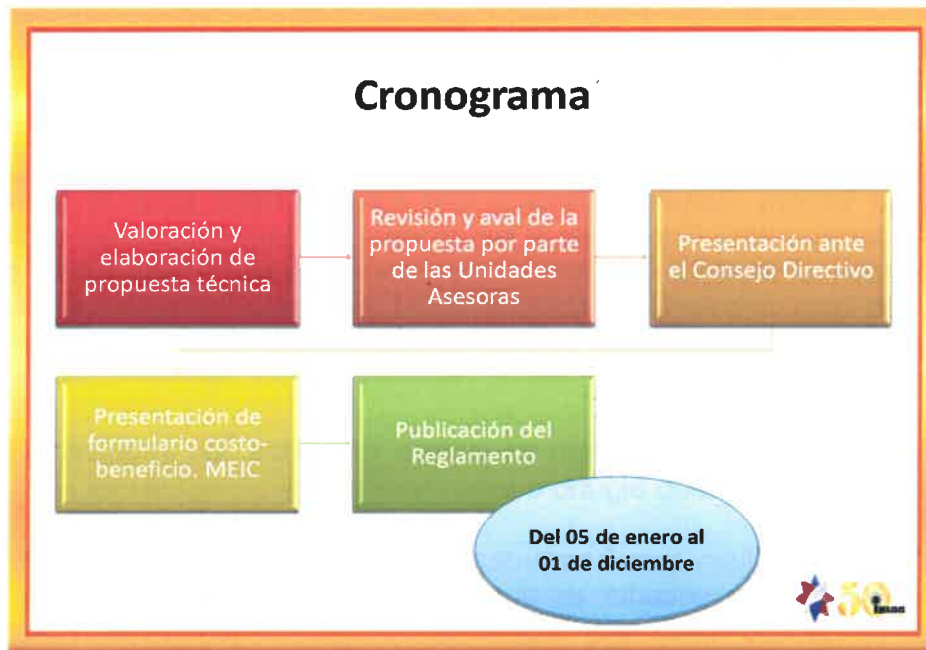 Cronograma
Valoración y
elaboración de
propuesta técnica
Revisión y aval de la
propuesta por parte
de las Unidades
Asesoras
Presentación ante
el Consejo Directivo
Presentación de
formulario costo-
beneficio. MEIC
Publicación del
Reglamento
Del 05 de enero al
01 de diciembre
50
imas